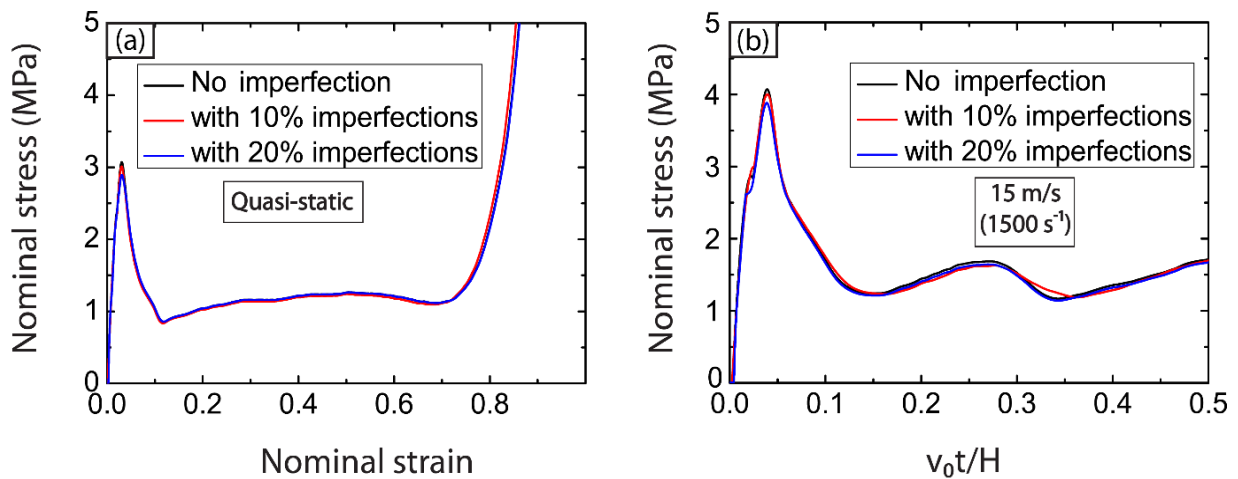 (a)
No imperfection
with 10% imperfections
with 20% imperfections
Quasi-static
Nominal stress (MPa)
5
4
3
2
1
0
0.0 0.2 0.4 0.6 0.8
Nominal strain
(b)
No imperfection
with 10% imperfections
with 20% imperfections
15 m/s
(1500 s⁻¹)
Nominal stress (MPa)
5
4
3
2
1
0
0.0 0.1 0.2 0.3 0.4 0.5
v₀t/H